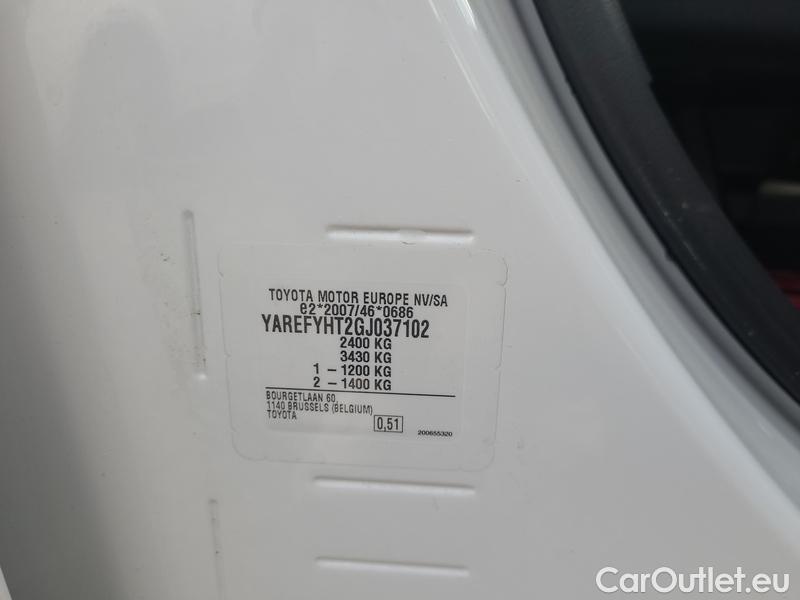 TOYOTA MOTOR EUROPE NV/SA
e2*2007/46*0686
YAREFYHT2GJ037102
2400 KG
3430 KG
1 – 1200 KG
2 – 1400 KG
BOURGETLAAN 60,
1140 BRUSSELS (BELGIUM)
TOYOTA
0,51
200655320
CarOutlet.eu